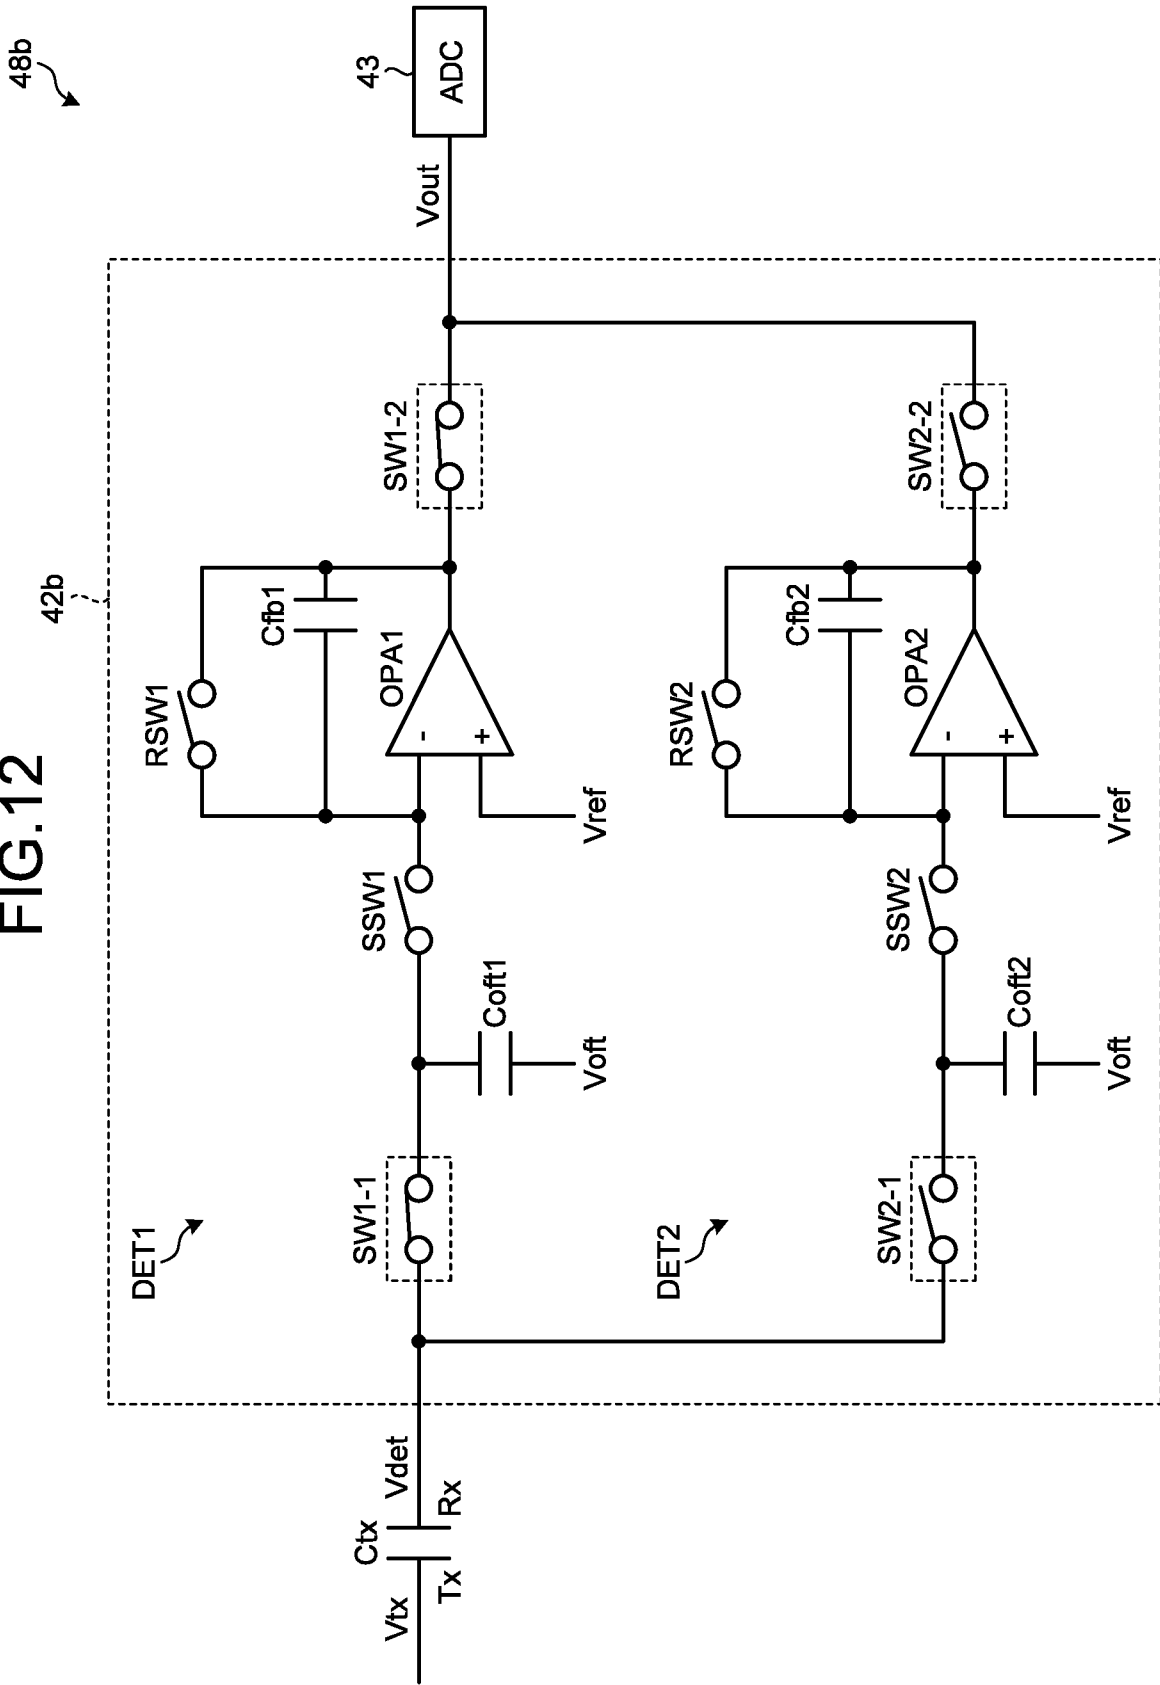 FIG.12
48b
42b
DET1
RSW1
Cfb1
OPA1
-
+
SW1-1
SSW1
SW1-2
Coft1
Voft
Vref
Vout
43
ADC
Vtx
Ctx
Vdet
Tx
Rx
DET2
RSW2
Cfb2
OPA2
-
+
SW2-1
SSW2
SW2-2
Coft2
Voft
Vref